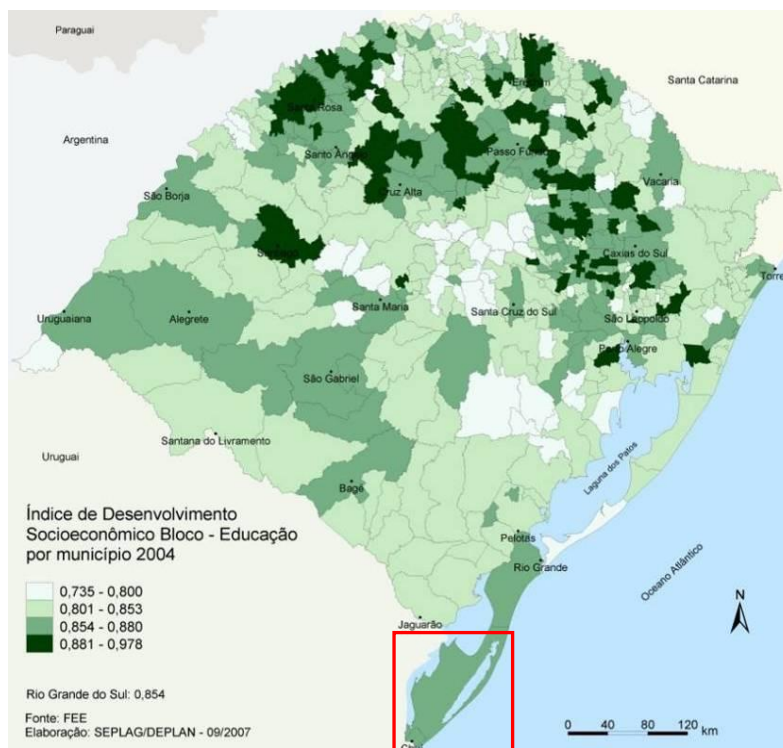 Paraguai
Santa Catarina
Argentina
Erechim
Santa Rosa
Santo Ângelo
Passo Fundo
Cruz Alta
Vacaria
São Borja
Santiago
Caxias do Sul
Torres
Uruguaiana
Alegrete
Santa Maria
Santa Cruz do Sul
São Leopoldo
Porto Alegre
São Gabriel
Santana do Livramento
Uruguai
Laguna dos Patos
Bagé
Índice de Desenvolvimento
Socioeconômico Bloco - Educação
por município 2004
Pelotas
Rio Grande
Oceano Atlântico
0,735 - 0,800
0,801 - 0,853
0,854 - 0,880
0,881 - 0,978
N
Jaguarão
Rio Grande do Sul: 0,854
Fonte: FEE
Elaboração: SEPLAG/DEPLAN - 09/2007
0 40 80 120
km